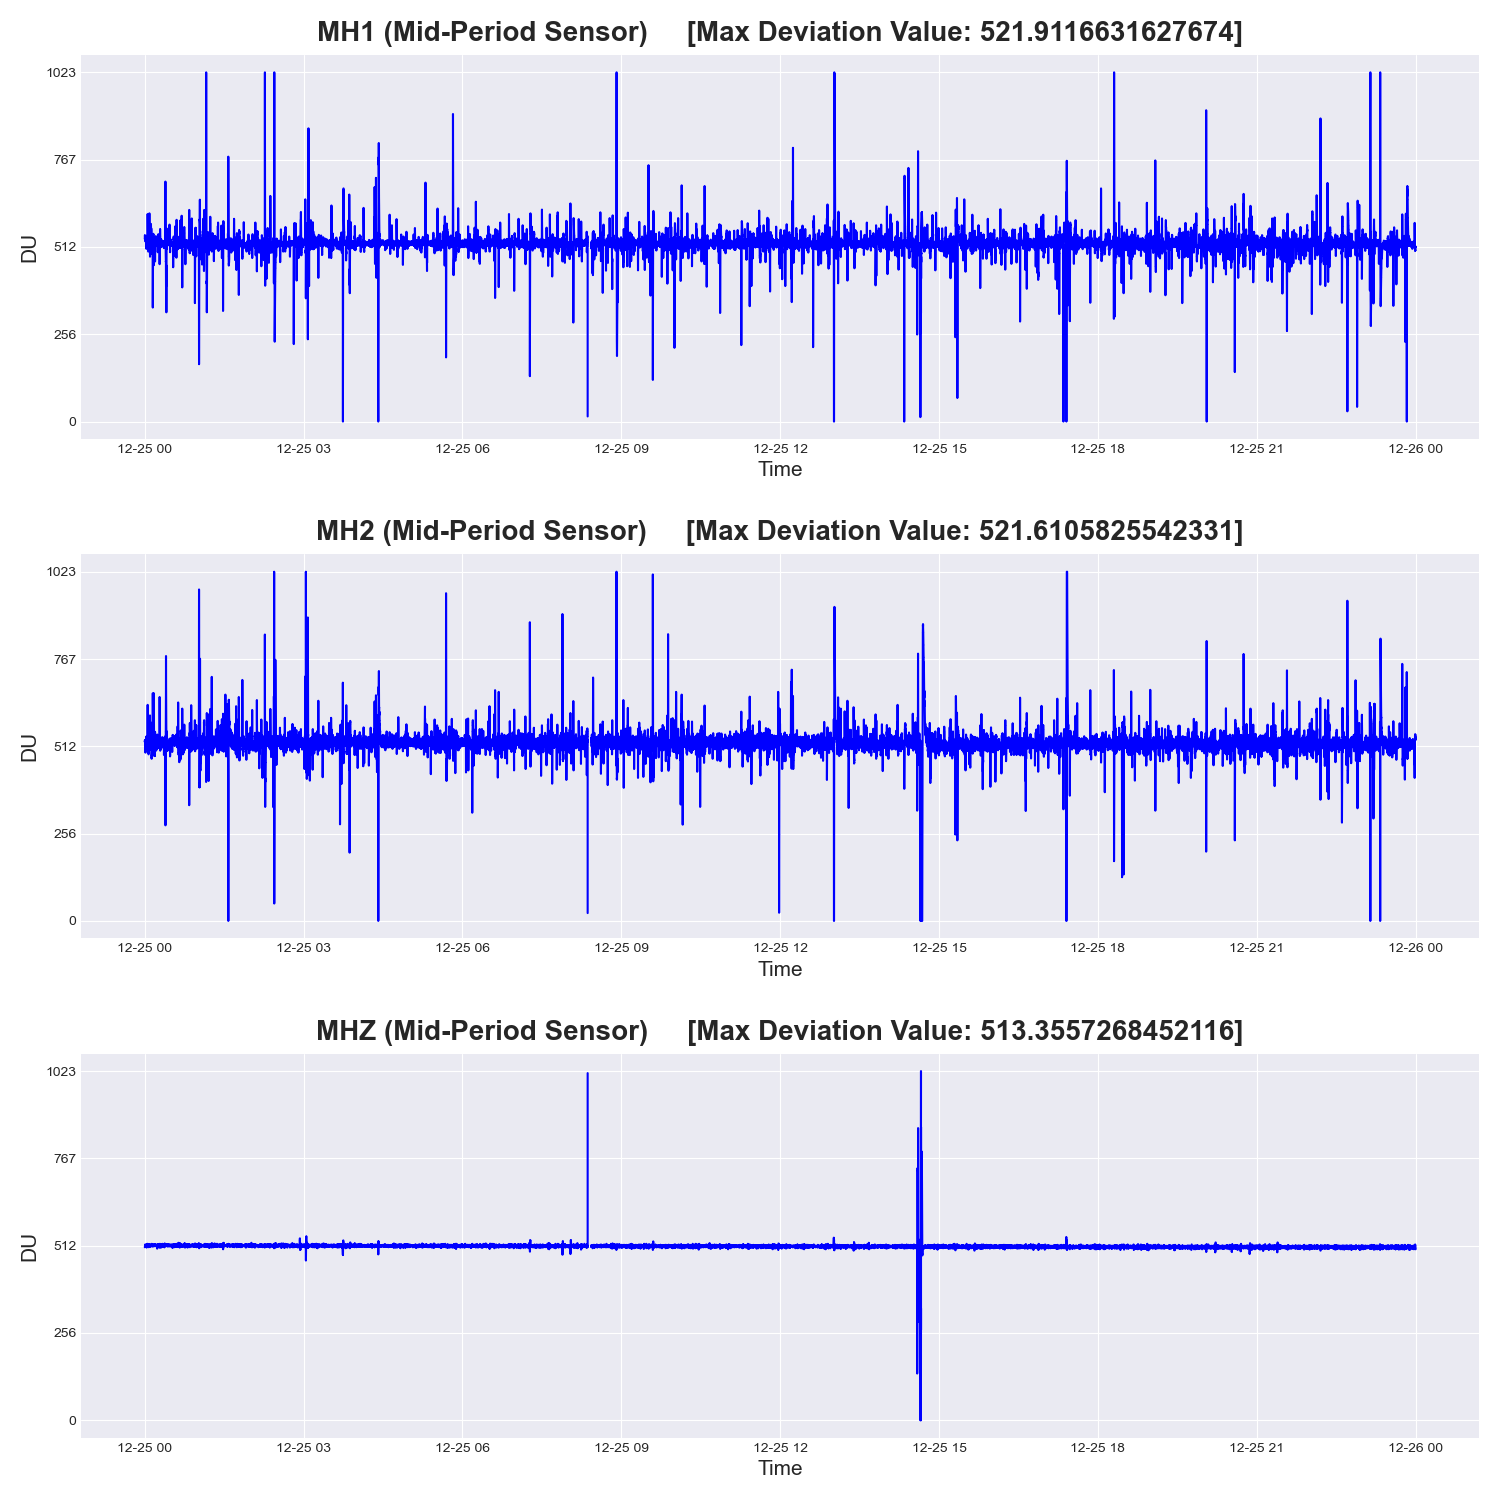 MH1 (Mid-Period Sensor) [Max Deviation Value: 521.9116631627674]
1023
767
512
256
0
DU
12-25 00 12-25 03 12-25 06 12-25 09 12-25 12 12-25 15 12-25 18 12-25 21 12-26 00
Time
MH2 (Mid-Period Sensor) [Max Deviation Value: 521.6105825542331]
1023
767
512
256
0
DU
12-25 00 12-25 03 12-25 06 12-25 09 12-25 12 12-25 15 12-25 18 12-25 21 12-26 00
Time
MHZ (Mid-Period Sensor) [Max Deviation Value: 513.3557268452116]
1023
767
512
256
0
DU
12-25 00 12-25 03 12-25 06 12-25 09 12-25 12 12-25 15 12-25 18 12-25 21 12-26 00
Time